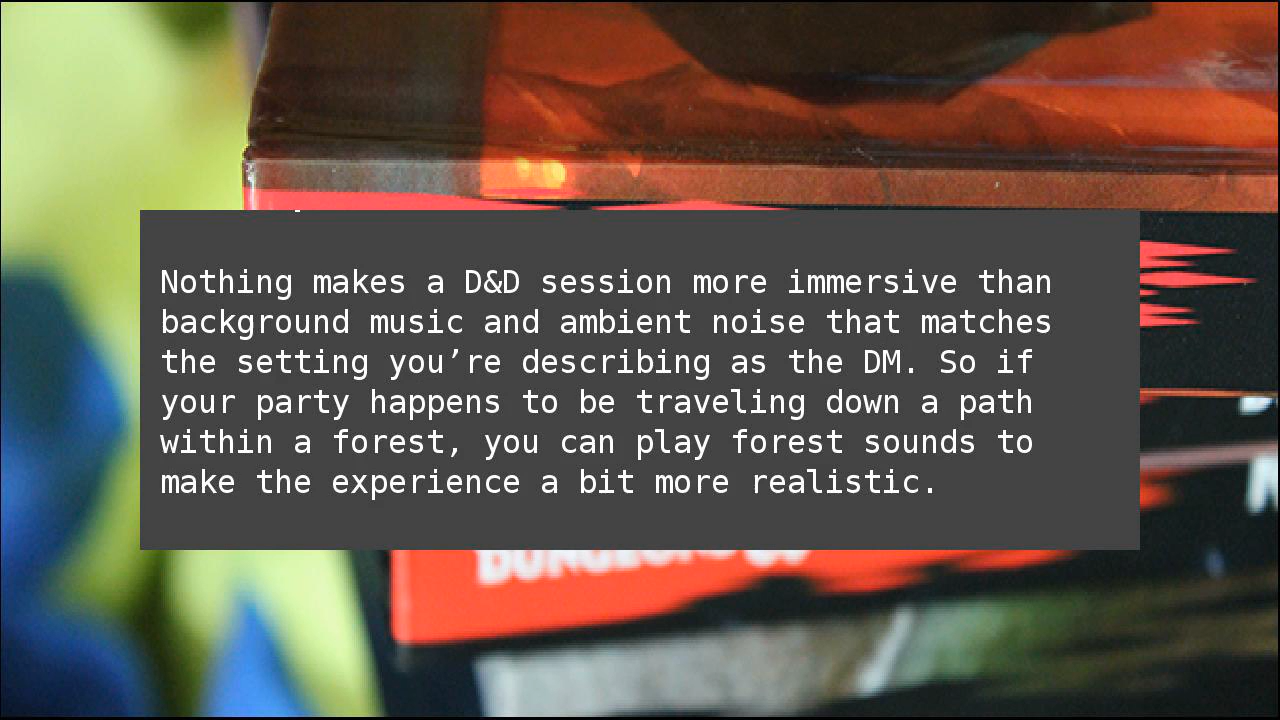 Nothing makes a D&D session more immersive than
background music and ambient noise that matches
the setting you’re describing as the DM. So if
your party happens to be traveling down a path
within a forest, you can play forest sounds to
make the experience a bit more realistic.